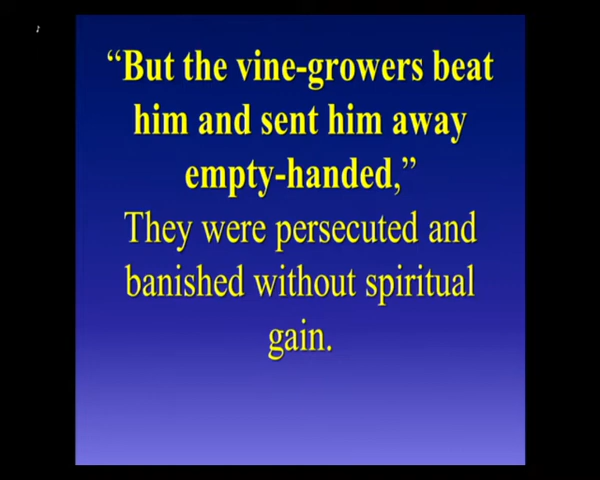 “But the vine-growers beat
him and sent him away
empty-handed,”
They were persecuted and
banished without spiritual
gain.